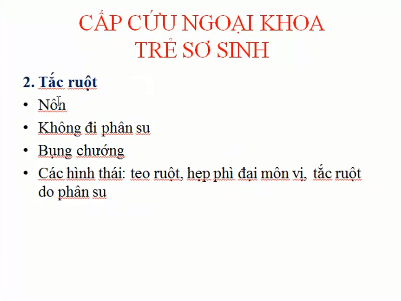 CẤP CỨU NGOẠI KHOA
TRẺ SƠ SINH
2. Tắc ruột
• Nôn
• Không đi phân su
• Bụng chướng
• Các hình thái: teo ruột, hẹp phì đại môn vị, tắc ruột
do phân su